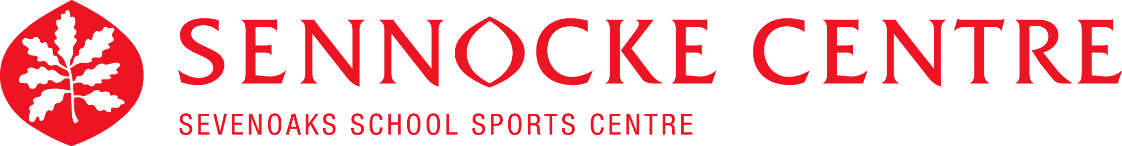 SENNOCKE CENTRE
SEVENOAKS SCHOOL SPORTS CENTRE